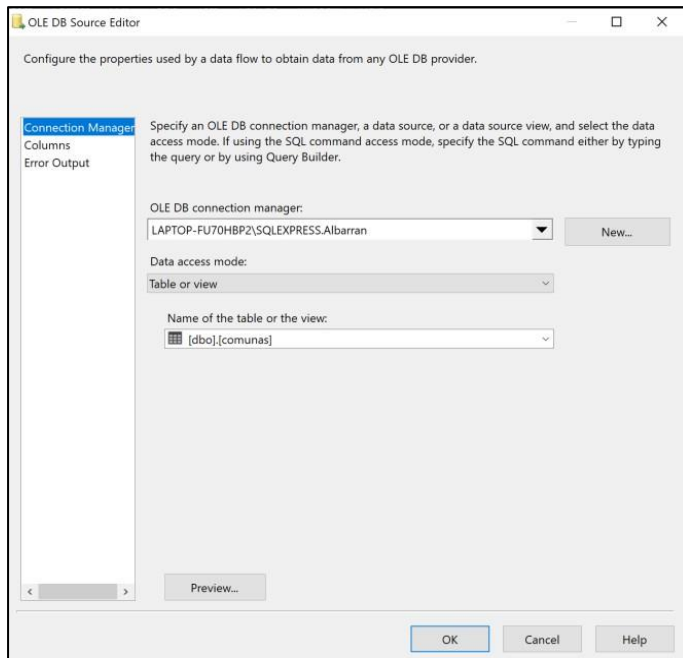 OLE DB Source Editor
Configure the properties used by a data flow to obtain data from any OLE DB provider.
Connection Manager
Columns
Error Output
Specify an OLE DB connection manager, a data source, or a data source view, and select the data
access mode. If using the SQL command access mode, specify the SQL command either by typing
the query or by using Query Builder.
OLE DB connection manager:
LAPTOP-FU70HBP2\SQLEXPRESS.Albarran
New...
Data access mode:
Table or view
Name of the table or the view:
[dbo].[comunas]
Preview...
OK
Cancel
Help